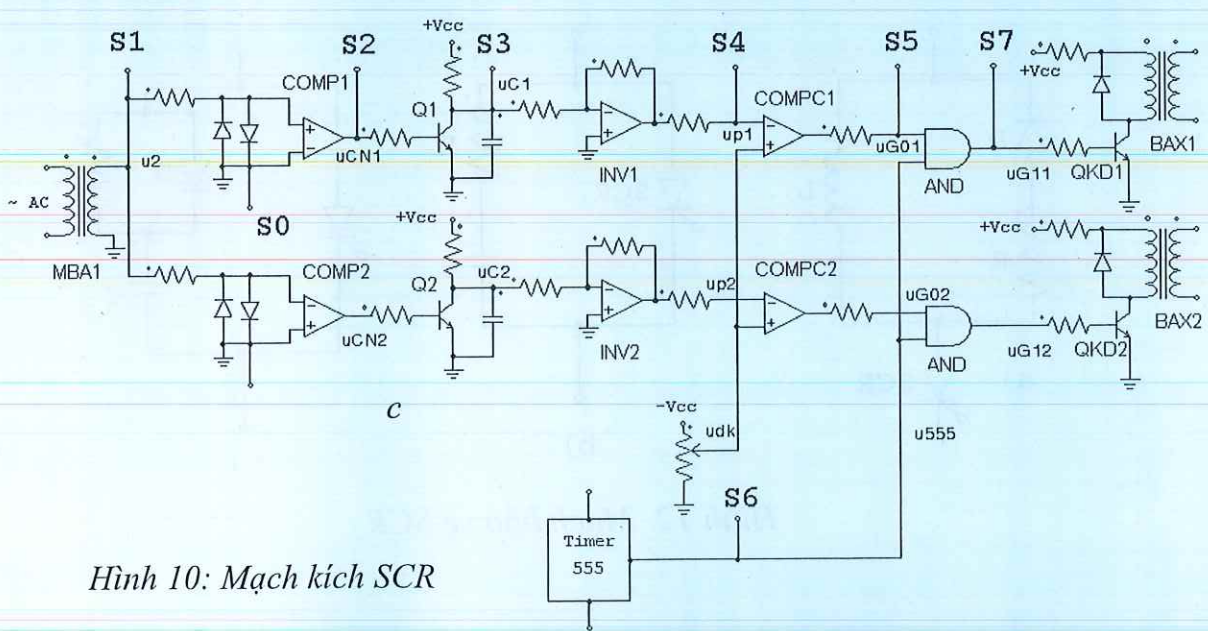 +Vcc
S1
S2
S3
S4
S5
S7
+Vcc
COMP1
uC1
COMPC1
Q1
BAX1
u2
uCN1
up1
uG01
INV1
AND
uG11
QKD1
~ AC
S0
+Vcc
+Vcc
MBA1
COMP2
Q2
uC2
up2
COMPC2
uG02
BAX2
uCN2
INV2
AND
uG12
QKD2
c
-Vcc
udk
u555
S6
Timer
555
Hình 10: Mạch kích SCR